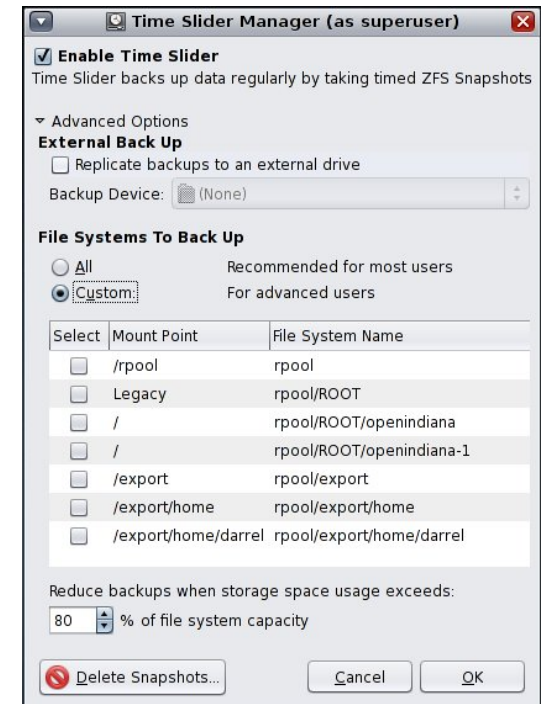 Time Slider Manager (as superuser)
Enable Time Slider
Time Slider backs up data regularly by taking timed ZFS Snapshots
Advanced Options
External Back Up
Replicate backups to an external drive
Backup Device: (None)
File Systems To Back Up
All Recommended for most users
Custom: For advanced users
Select Mount Point File System Name
/rpool rpool
Legacy rpool/ROOT
/ rpool/ROOT/openindiana
/ rpool/ROOT/openindiana-1
/export rpool/export
/export/home rpool/export/home
/export/home/darrel rpool/export/home/darrel
Reduce backups when storage space usage exceeds:
80 % of file system capacity
Delete Snapshots... Cancel OK